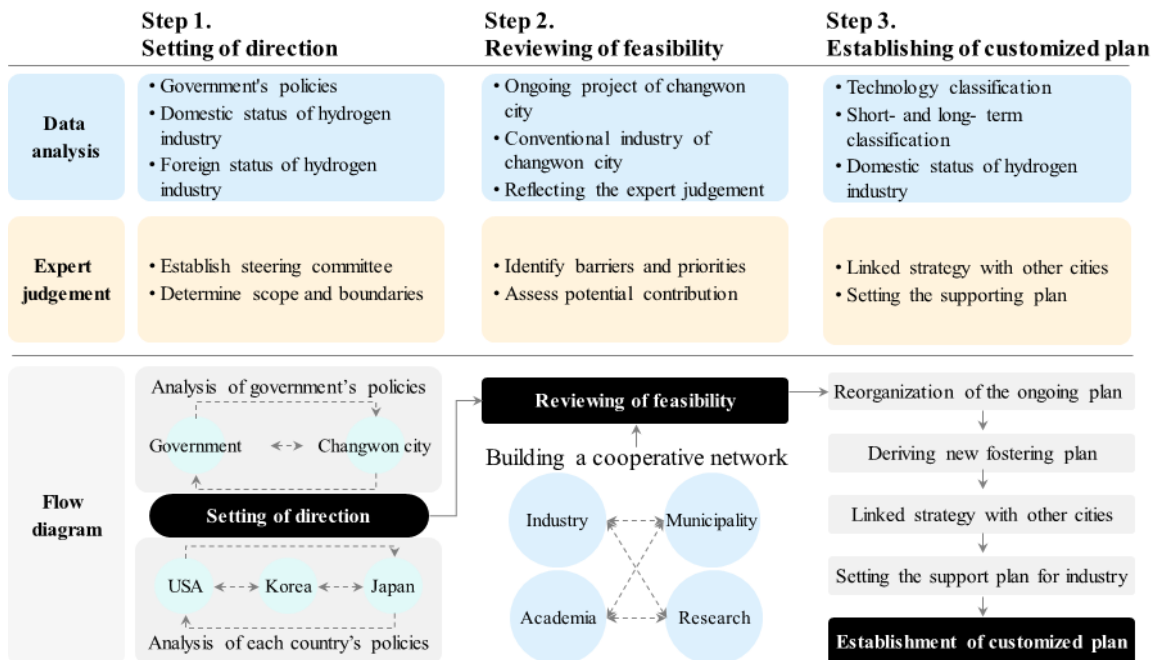 Step 1.
Setting of direction
Step 2.
Reviewing of feasibility
Step 3.
Establishing of customized plan
Data
analysis
• Government's policies
• Domestic status of hydrogen
industry
• Foreign status of hydrogen
industry
• Ongoing project of changwon
city
• Conventional industry of
changwon city
• Reflecting the expert judgement
• Technology classification
• Short- and long- term
classification
• Domestic status of hydrogen
industry
Expert
judgement
• Establish steering committee
• Determine scope and boundaries
• Identify barriers and priorities
• Assess potential contribution
• Linked strategy with other cities
• Setting the supporting plan
Flow
diagram
Analysis of government's policies
Government
Changwon city
Setting of direction
USA
Korea
Japan
Analysis of each country's policies
Reviewing of feasibility
Building a cooperative network
Industry
Municipality
Academia
Research
Reorganization of the ongoing plan
Deriving new fostering plan
Linked strategy with other cities
Setting the support plan for industry
Establishment of customized plan